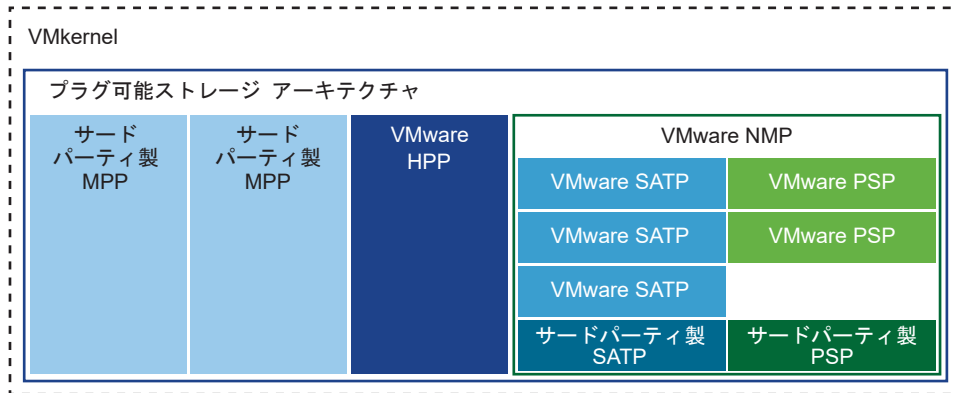 VMkernel
プラグ可能ストレージ アーキテクチャ
サード
パーティ製
MPP
サード
パーティ製
MPP
VMware
HPP
VMware NMP
VMware SATP
VMware PSP
VMware SATP
VMware PSP
VMware SATP
サードパーティ製
SATP
サードパーティ製
PSP